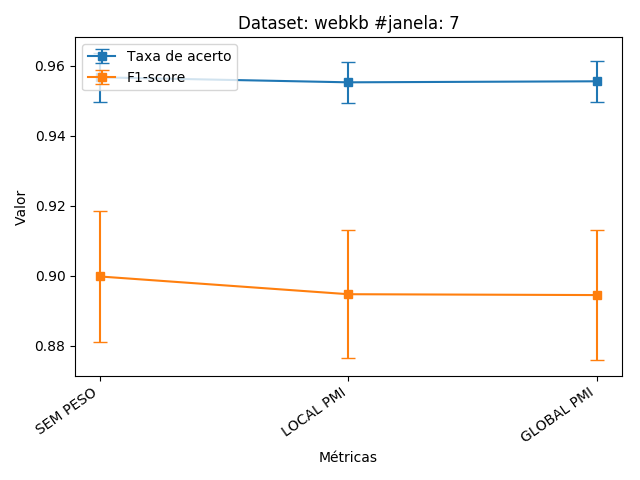 Dataset: webkb #janela: 7
Taxa de acerto
F1-score
0.96
0.94
0.92
0.90
0.88
Valor
SEM PESO
LOCAL PMI
GLOBAL PMI
Métricas